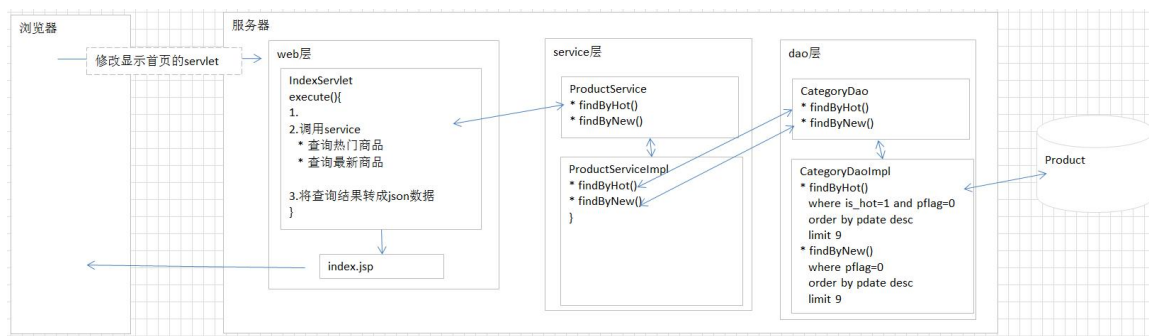 浏览器
修改显示首页的servlet
服务器
web层
IndexServlet
execute(){
1.
2.调用service
* 查询热门商品
* 查询最新商品
3.将查询结果转成json数据
}
index.jsp
service层
ProductService
* findByHot()
* findByNew()
ProductServiceImpl
* findByHot()
* findByNew()
}
dao层
CategoryDao
* findByHot()
* findByNew()
CategoryDaoImpl
* findByHot()
where is_hot=1 and pflag=0
order by pdate desc
limit 9
* findByNew()
where pflag=0
order by pdate desc
limit 9
Product